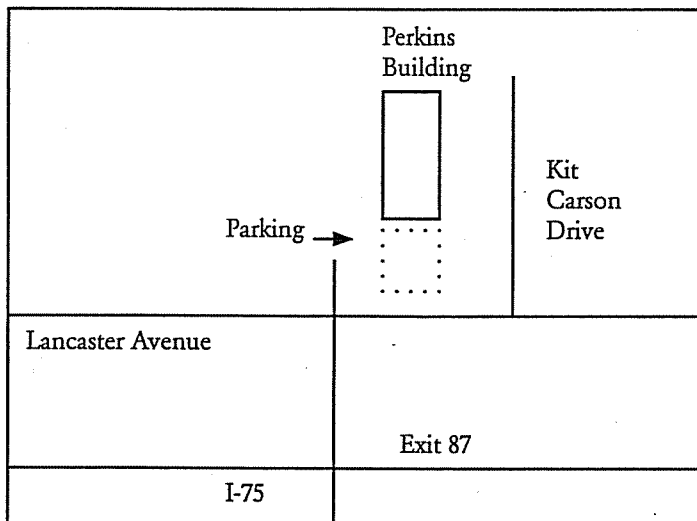 Perkins
Building
Kit
Carson
Drive
Parking
Lancaster Avenue
Exit 87
I-75